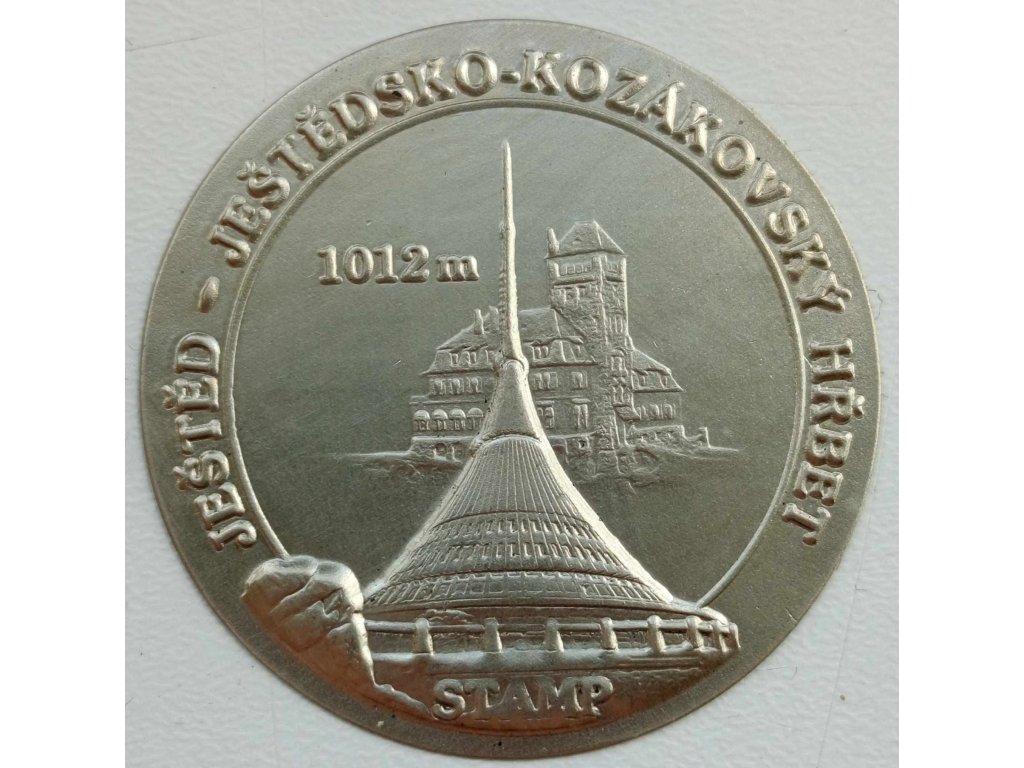 JEŠTĚD - JEŠTĚDSKO-KOZÁKOVSKÝ HŘBET
1012 m
STAMP